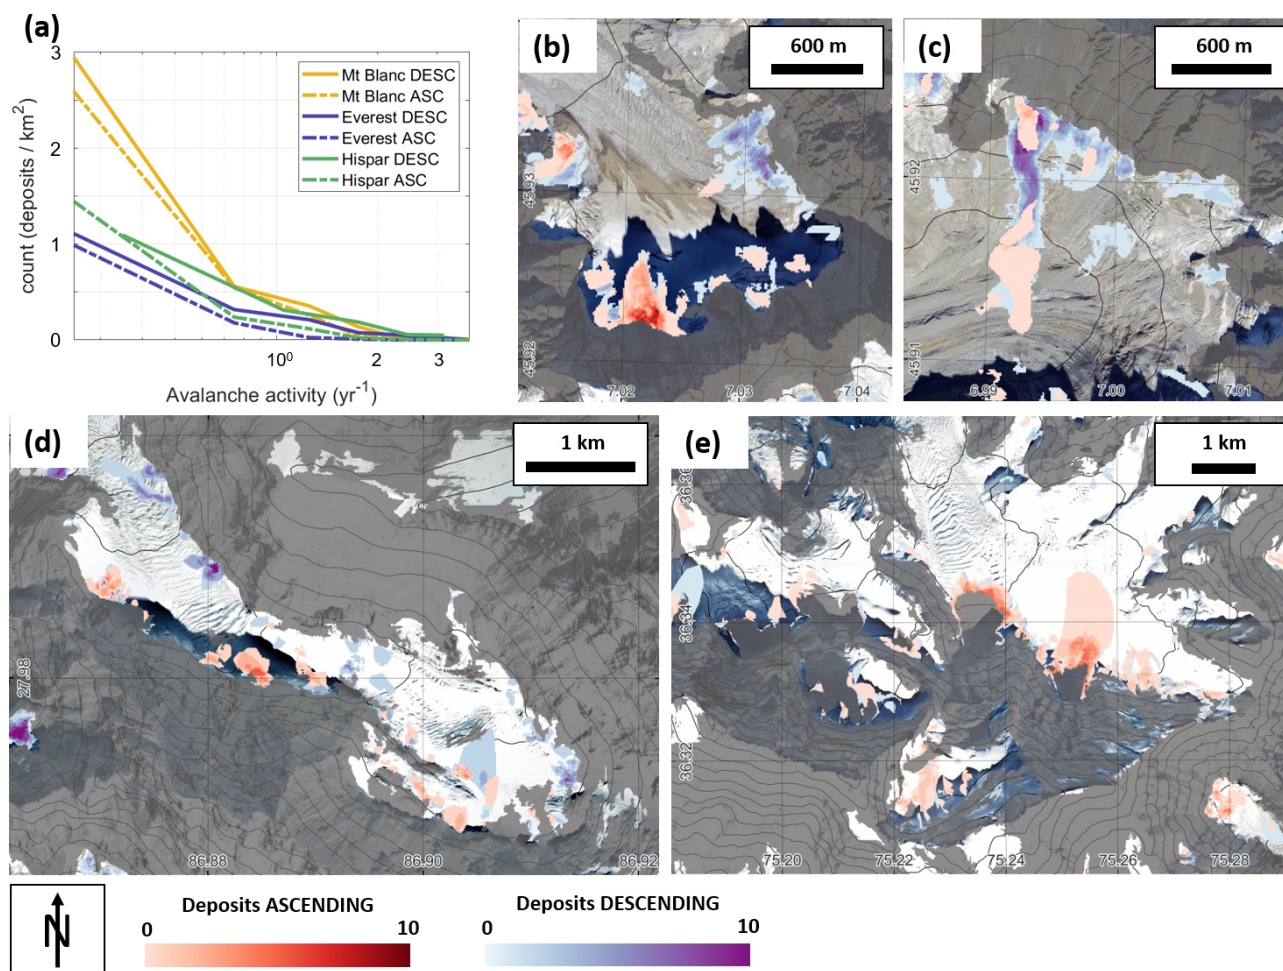 (a)
3
2
1
0
count (deposits / km²)
10⁰
2
3
Avalanche activity (yr⁻¹)
Mt Blanc DESC
Mt Blanc ASC
Everest DESC
Everest ASC
Hispar DESC
Hispar ASC
(b)
600 m
45.93
45.92
7.02
7.03
7.04
(c)
600 m
45.92
45.91
6.99
7.00
7.01
(d)
1 km
27.98
86.88
86.90
86.92
(e)
1 km
36.36
36.34
36.32
75.20
75.22
75.24
75.26
75.28
N
Deposits ASCENDING
0
10
Deposits DESCENDING
0
10